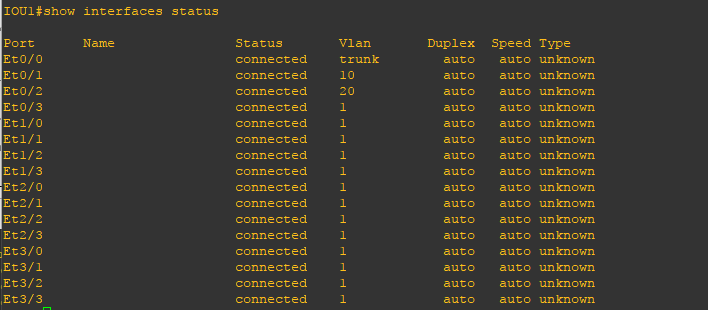 IOU1#show interfaces status
Port Name Status Vlan Duplex Speed Type
Et0/0 connected trunk auto auto unknown
Et0/1 connected 10 auto auto unknown
Et0/2 connected 20 auto auto unknown
Et0/3 connected 1 auto auto unknown
Et1/0 connected 1 auto auto unknown
Et1/1 connected 1 auto auto unknown
Et1/2 connected 1 auto auto unknown
Et1/3 connected 1 auto auto unknown
Et2/0 connected 1 auto auto unknown
Et2/1 connected 1 auto auto unknown
Et2/2 connected 1 auto auto unknown
Et2/3 connected 1 auto auto unknown
Et3/0 connected 1 auto auto unknown
Et3/1 connected 1 auto auto unknown
Et3/2 connected 1 auto auto unknown
Et3/3 connected 1 auto auto unknown